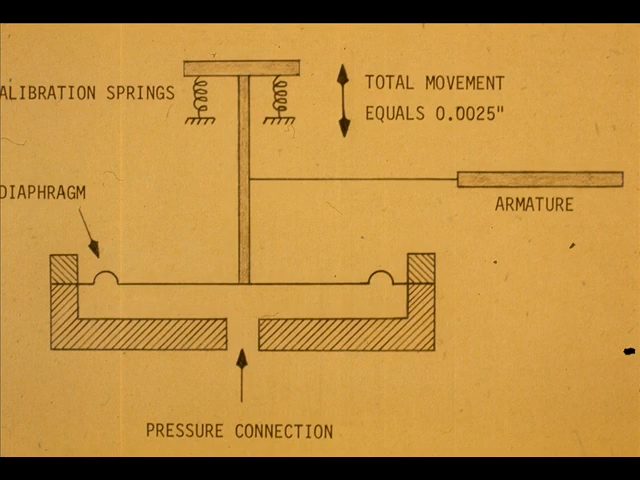 ALIBRATION SPRINGS
TOTAL MOVEMENT
EQUALS 0.0025"
DIAPHRAGM
ARMATURE
PRESSURE CONNECTION